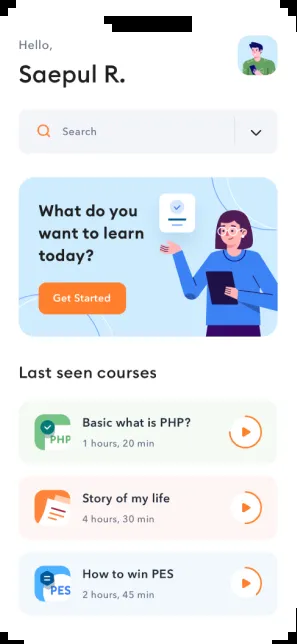 Hello,
Saepul R.
Search
What do you
want to learn
today?
Get Started
Last seen courses
PHP
Basic what is PHP?
1 hours, 20 min
Story of my life
4 hours, 30 min
PES
How to win PES
2 hours, 45 min